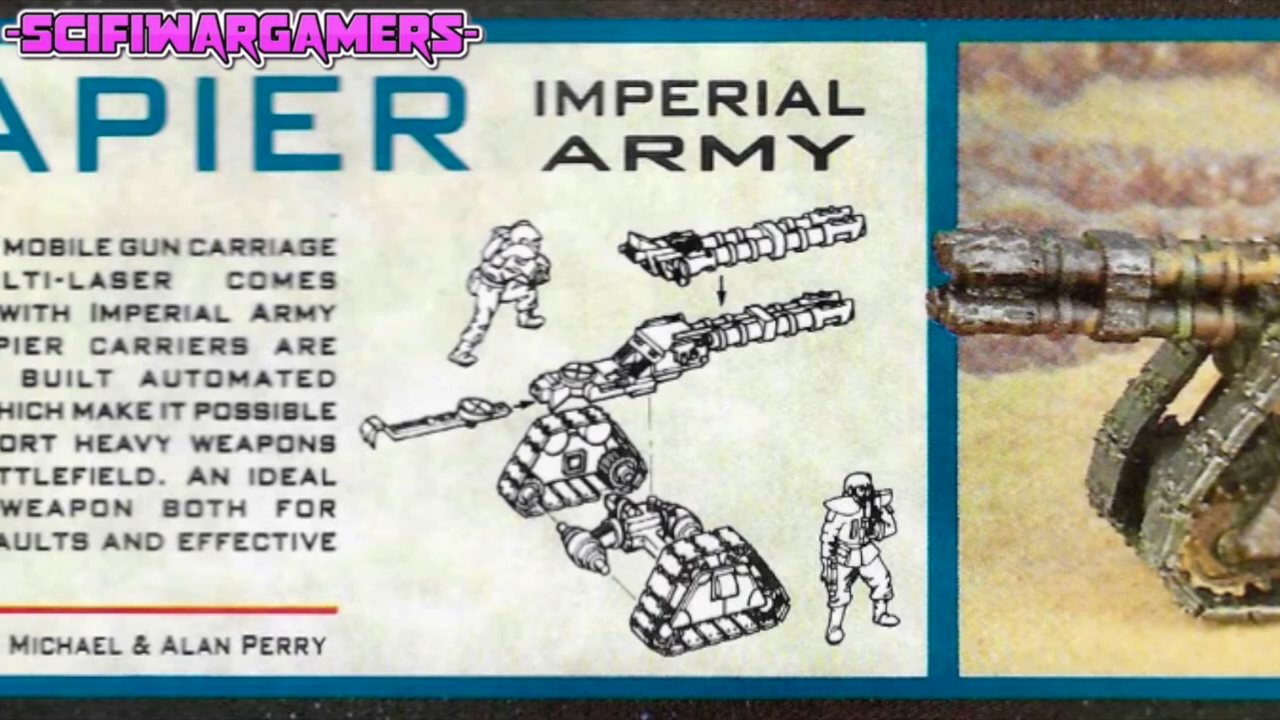 -SCIFIWARGAMERS-
APIER
IMPERIAL
ARMY
MOBILE GUN CARRIAGE
LTI-LASER COMES
WITH IMPERIAL ARMY
PIER CARRIERS ARE
BUILT AUTOMATED
HICH MAKE IT POSSIBLE
ORT HEAVY WEAPONS
TTLEFIELD. AN IDEAL
WEAPON BOTH FOR
AULTS AND EFFECTIVE
MICHAEL & ALAN PERRY